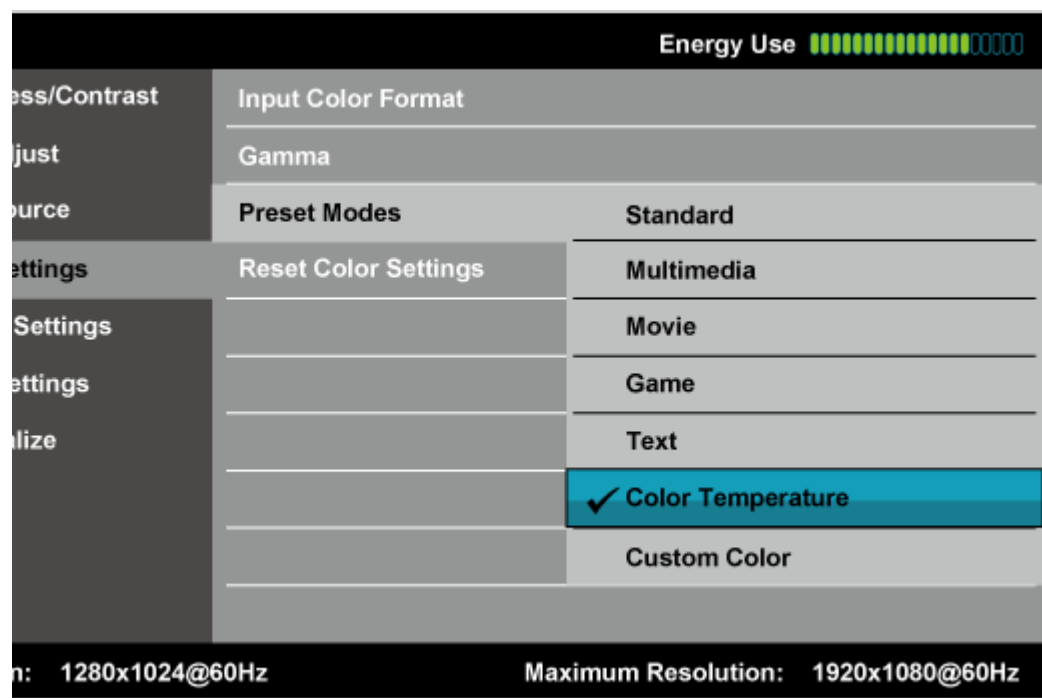 Energy Use
ess/Contrast
Input Color Format
just
Gamma
ource
Preset Modes
Standard
ettings
Reset Color Settings
Multimedia
Settings
Movie
ettings
Game
lize
Text
Color Temperature
Custom Color
n: 1280x1024@60Hz
Maximum Resolution: 1920x1080@60Hz